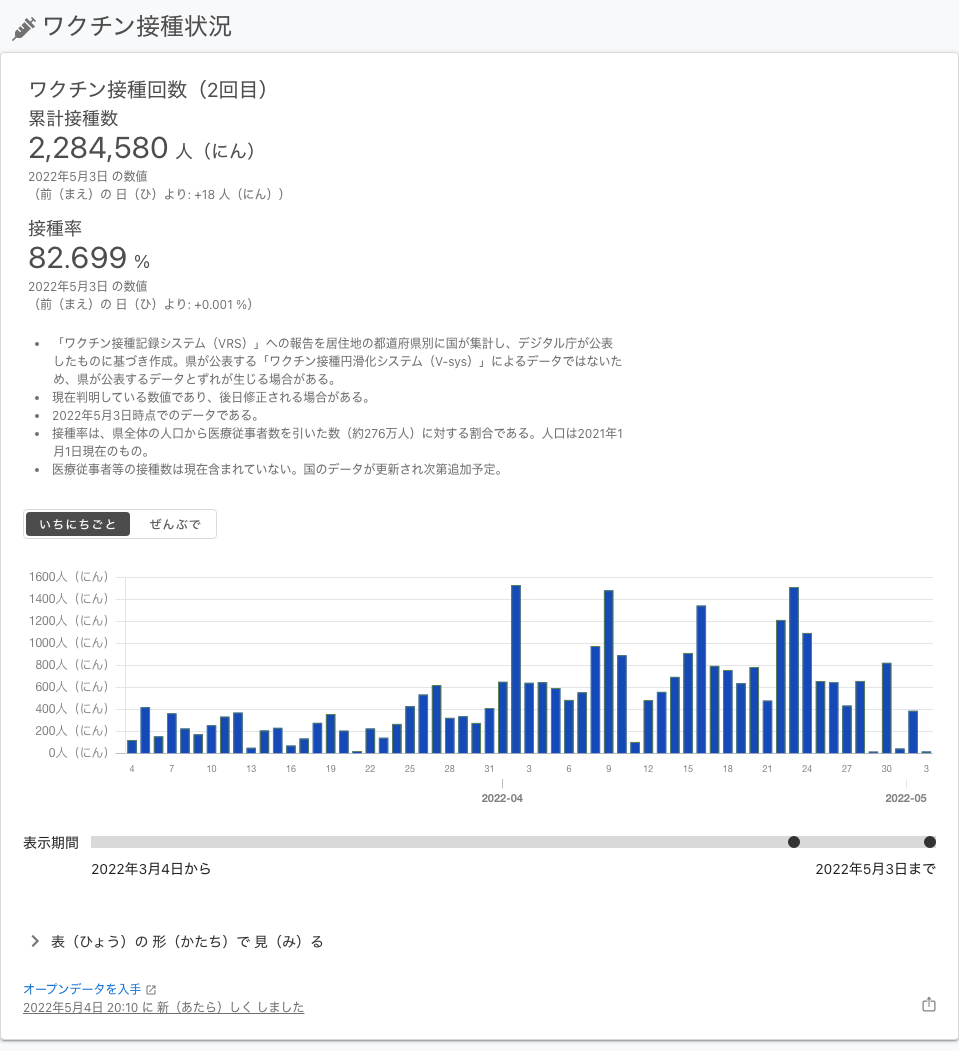 ワクチン接種状況
ワクチン接種回数（2回目）
累計接種数
2,284,580 人（にん）
2022年5月3日 の数値
（前（まえ）の 日（ひ）より: +18 人（にん））
接種率
82.699 %
2022年5月3日 の数値
（前（まえ）の 日（ひ）より: +0.001 %）
• 「ワクチン接種記録システム（VRS）」への報告を居住地の都道府県別に国が集計し、デジタル庁が公表
したものに基づき作成。県が公表する「ワクチン接種円滑化システム（V-sys）」によるデータではないた
め、県が公表するデータとずれが生じる場合がある。
• 現在判明している数値であり、後日修正される場合がある。
• 2022年5月3日時点でのデータである。
• 接種率は、県全体の人口から医療従事者数を引いた数（約276万人）に対する割合である。人口は2021年1
月1日現在のもの。
• 医療従事者等の接種数は現在含まれていない。国のデータが更新され次第追加予定。
いちにちごと ぜんぶで
1600人（にん）
1400人（にん）
1200人（にん）
1000人（にん）
800人（にん）
600人（にん）
400人（にん）
200人（にん）
0人（にん）
4 7 10 13 16 19 22 25 28 31 3 6 9 12 15 18 21 24 27 30 3
2022-04 2022-05
表示期間
2022年3月4日から 2022年5月3日まで
表（ひょう）の 形（かたち）で 見（み）る
オープンデータを入手
2022年5月4日 20:10 に 新（あたら）しく しました